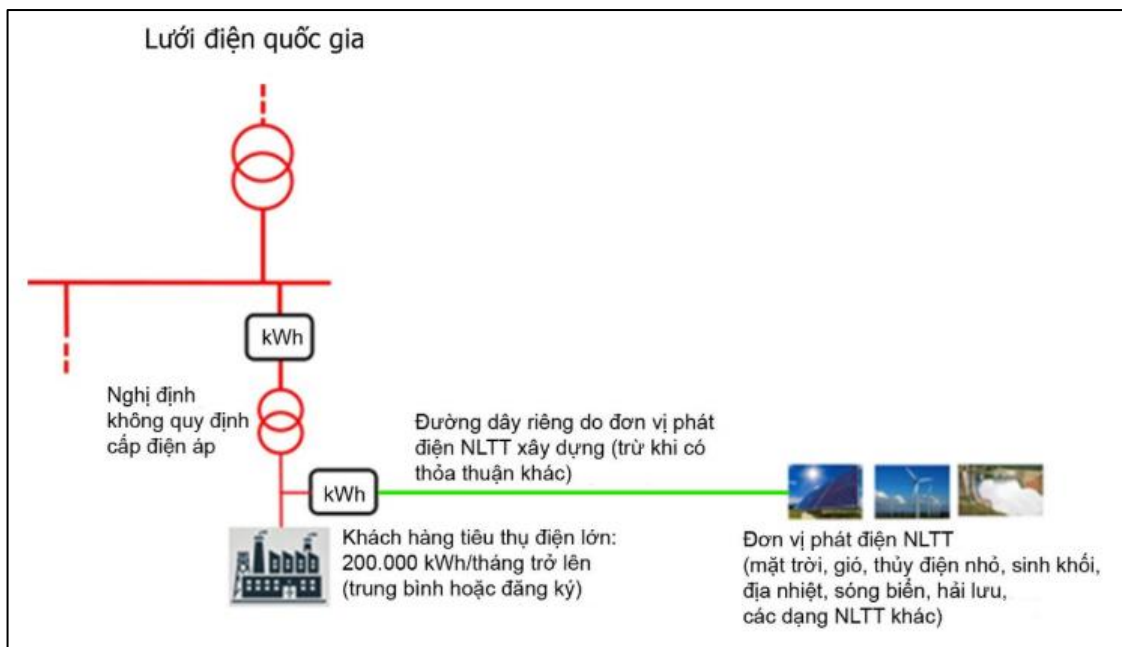 Lưới điện quốc gia
kWh
Nghị định
không quy định
cấp điện áp
Đường dây riêng do đơn vị phát
điện NLTT xây dựng (trừ khi có
thỏa thuận khác)
kWh
Khách hàng tiêu thụ điện lớn:
200.000 kWh/tháng trở lên
(trung bình hoặc đăng ký)
Đơn vị phát điện NLTT
(mặt trời, gió, thủy điện nhỏ, sinh khối,
địa nhiệt, sóng biển, hải lưu,
các dạng NLTT khác)